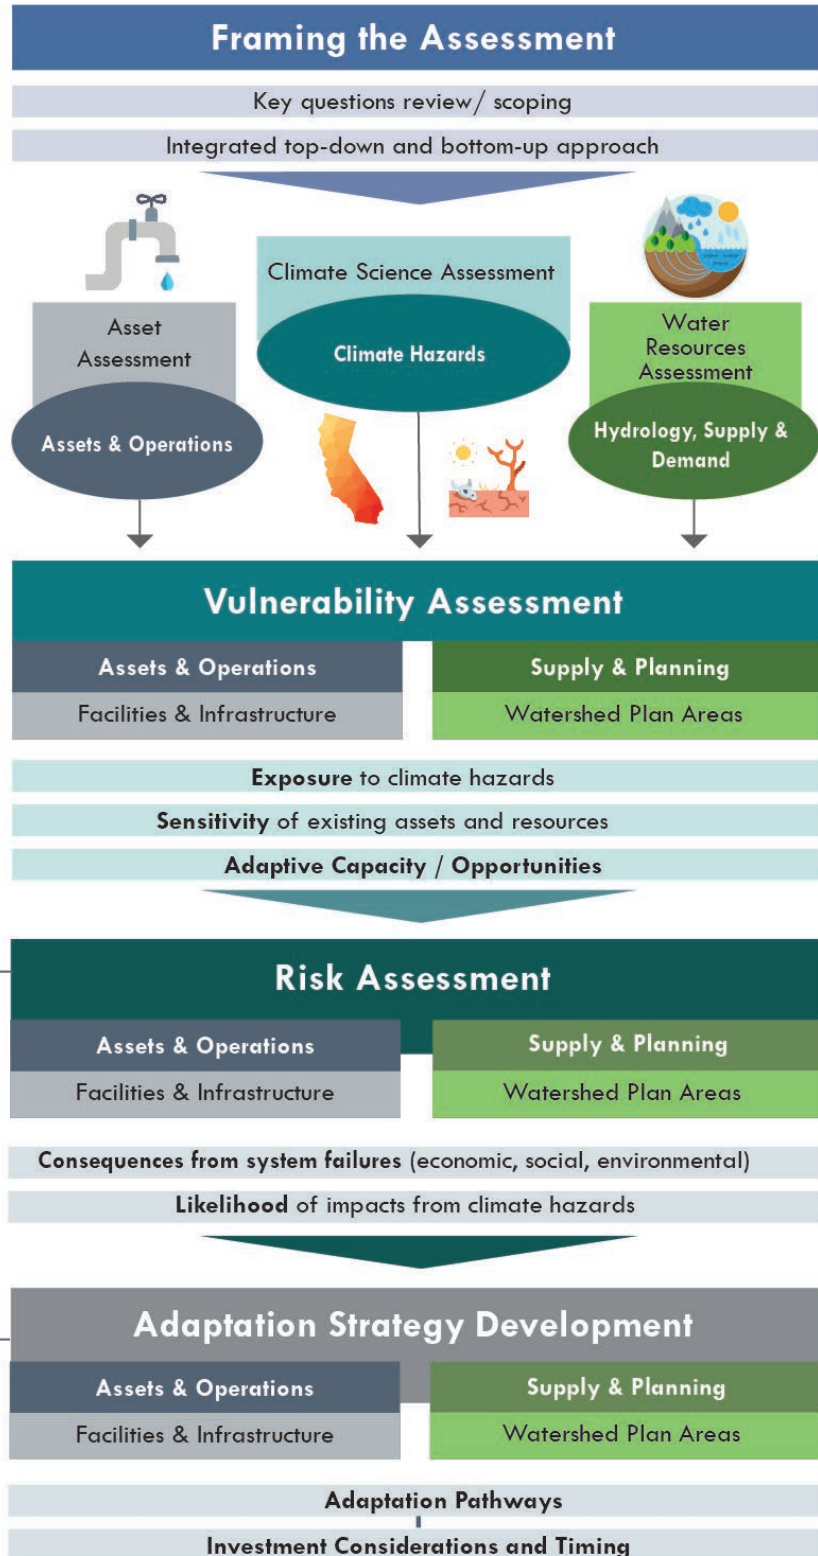 Framing the Assessment
Key questions review/ scoping
Integrated top-down and bottom-up approach
Climate Science Assessment
Climate Hazards
Asset
Assessment
Assets & Operations
Water
Resources
Assessment
Hydrology, Supply &
Demand
Vulnerability Assessment
Assets & Operations
Supply & Planning
Facilities & Infrastructure
Watershed Plan Areas
Exposure to climate hazards
Sensitivity of existing assets and resources
Adaptive Capacity / Opportunities
Risk Assessment
Assets & Operations
Supply & Planning
Facilities & Infrastructure
Watershed Plan Areas
Consequences from system failures (economic, social, environmental)
Likelihood of impacts from climate hazards
Adaptation Strategy Development
Assets & Operations
Supply & Planning
Facilities & Infrastructure
Watershed Plan Areas
Adaptation Pathways
Investment Considerations and Timing